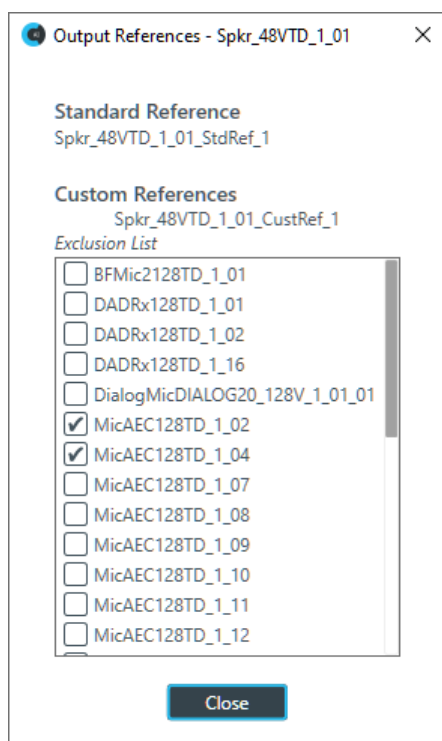 Output References - Spkr_48VTD_1_01
Standard Reference
Spkr_48VTD_1_01_StdRef_1
Custom References
Spkr_48VTD_1_01_CustRef_1
Exclusion List
BFMic2128TD_1_01
DADRx128TD_1_01
DADRx128TD_1_02
DADRx128TD_1_16
DialogMicDIALOG20_128V_1_01_01
MicAEC128TD_1_02
MicAEC128TD_1_04
MicAEC128TD_1_07
MicAEC128TD_1_08
MicAEC128TD_1_09
MicAEC128TD_1_10
MicAEC128TD_1_11
MicAEC128TD_1_12
Close